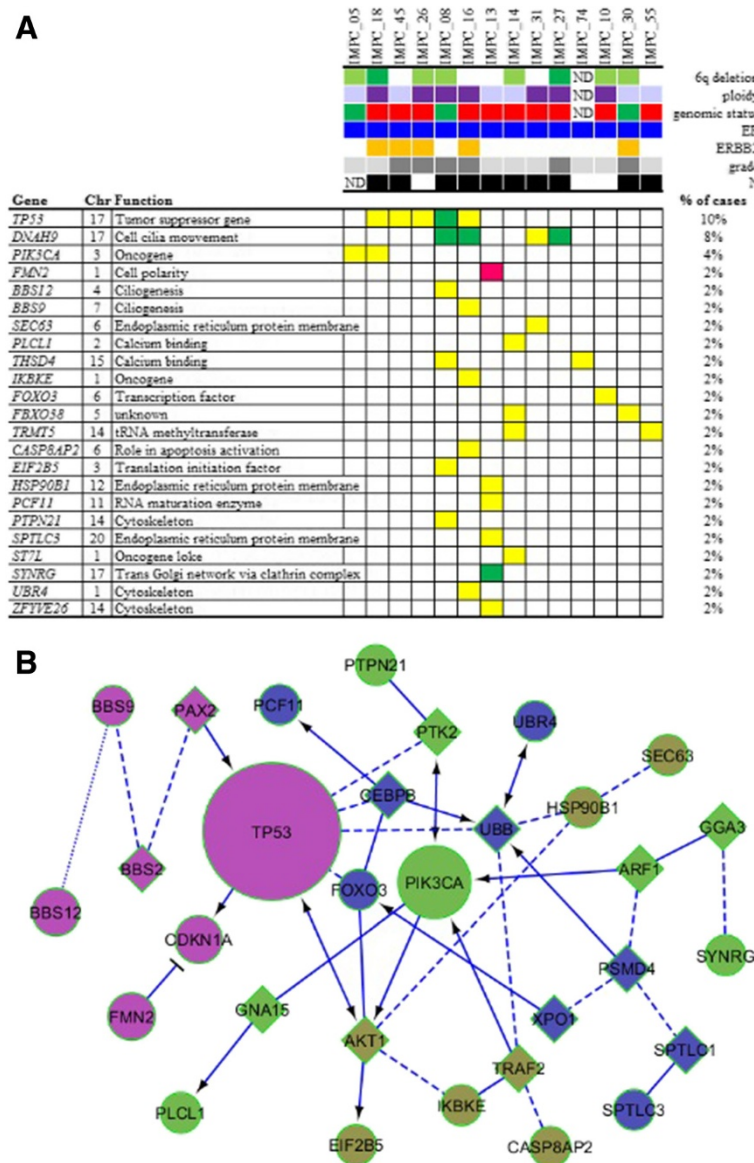 A
IMPC_05 IMPC_18 IMPC_45 IMPC_26 IMPC_08 IMPC_16 IMPC_13 IMPC_14 IMPC_31 IMPC_27 IMPC_74 IMPC_10 IMPC_30 IMPC_55
ND 6q deletion
ND ploidy
ND genomic status
ERBB2
grade
ND
Gene Chr Function % of cases
TP53 17 Tumor suppressor gene 10%
DNAH9 17 Cell cilia mouvement 8%
PIK3CA 3 Oncogene 4%
FMN2 1 Cell polarity 2%
BBS12 4 Ciliogenesis 2%
BBS9 7 Ciliogenesis 2%
SEC63 6 Endoplasmic reticulum protein membrane 2%
PLCL1 2 Calcium binding 2%
THSD4 15 Calcium binding 2%
IKBKE 1 Oncogene 2%
FOXO3 6 Transcription factor 2%
FBXO38 5 unknown 2%
TRMT5 14 tRNA methyltransferase 2%
CASP8AP2 6 Role in apoptosis activation 2%
EIF2B5 3 Translation initiation factor 2%
HSP90B1 12 Endoplasmic reticulum protein membrane 2%
PCF11 11 RNA maturation enzyme 2%
PTPN21 14 Cytoskeleton 2%
SPTLC3 20 Endoplasmic reticulum protein membrane 2%
ST7L 1 Oncogene loke 2%
SYNRG 17 Trans Golgi network via clathrin complex 2%
UBR4 1 Cytoskeleton 2%
ZFYVE26 14 Cytoskeleton 2%
B
PTPN21
BBS9 PAX2 PCF11 PTK2 UBR4
SEC63
CEBPB HSP90B1
TP53 UBB GGA3
BBS2 FOXO3 PIK3CA ARF1
BBS12 CDKN1A SYNRG
PSMD4
FMN2 GNA15 XPO1
AKT1 TRAF2 SPTLC1
PLCL1 IKBKE SPTLC3
EIF2B5 CASP8AP2